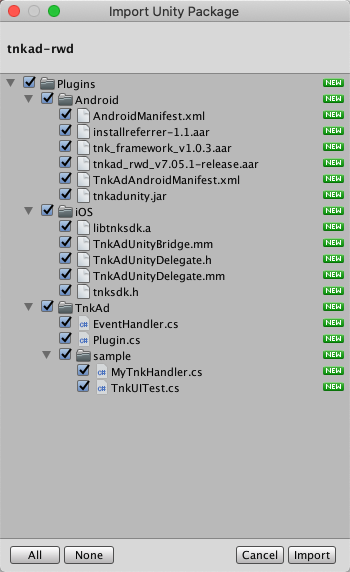 Import Unity Package
tnkad-rwd
Plugins NEW
Android NEW
AndroidManifest.xml NEW
installreferrer-1.1.aar NEW
tnk_framework_v1.0.3.aar NEW
tnkad_rwd_v7.05.1-release.aar NEW
TnkAdAndroidManifest.xml NEW
tnkadunity.jar NEW
iOS NEW
libtnksdk.a NEW
TnkAdUnityBridge.mm NEW
TnkAdUnityDelegate.h NEW
TnkAdUnityDelegate.mm NEW
tnksdk.h NEW
TnkAd NEW
C# EventHandler.cs NEW
C# Plugin.cs NEW
sample NEW
C# MyTnkHandler.cs NEW
C# TnkUITest.cs NEW
All None Cancel Import